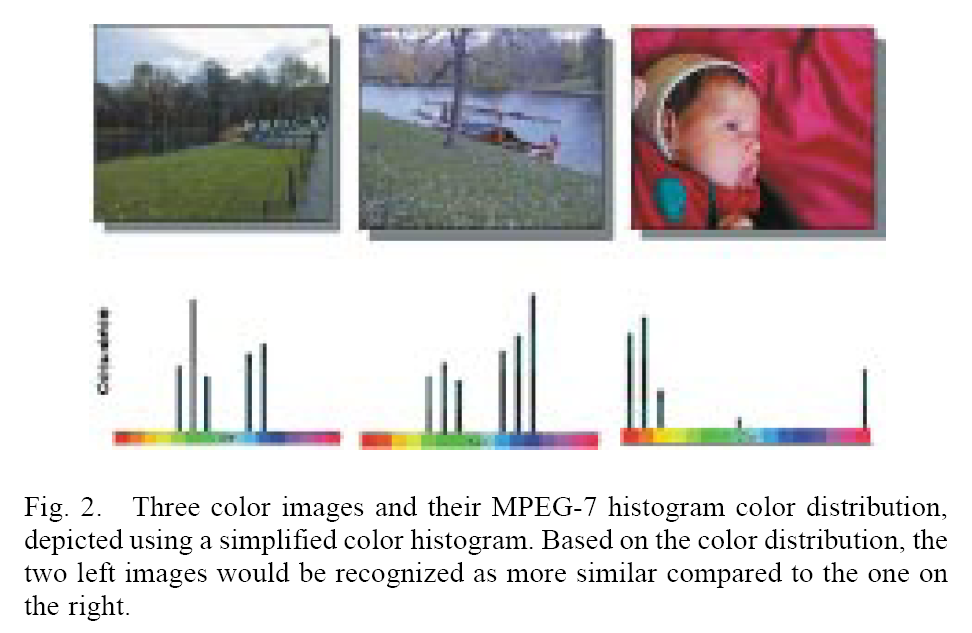 Fig. 2. Three color images and their MPEG-7 histogram color distribution,
depicted using a simplified color histogram. Based on the color distribution, the
two left images would be recognized as more similar compared to the one on
the right.